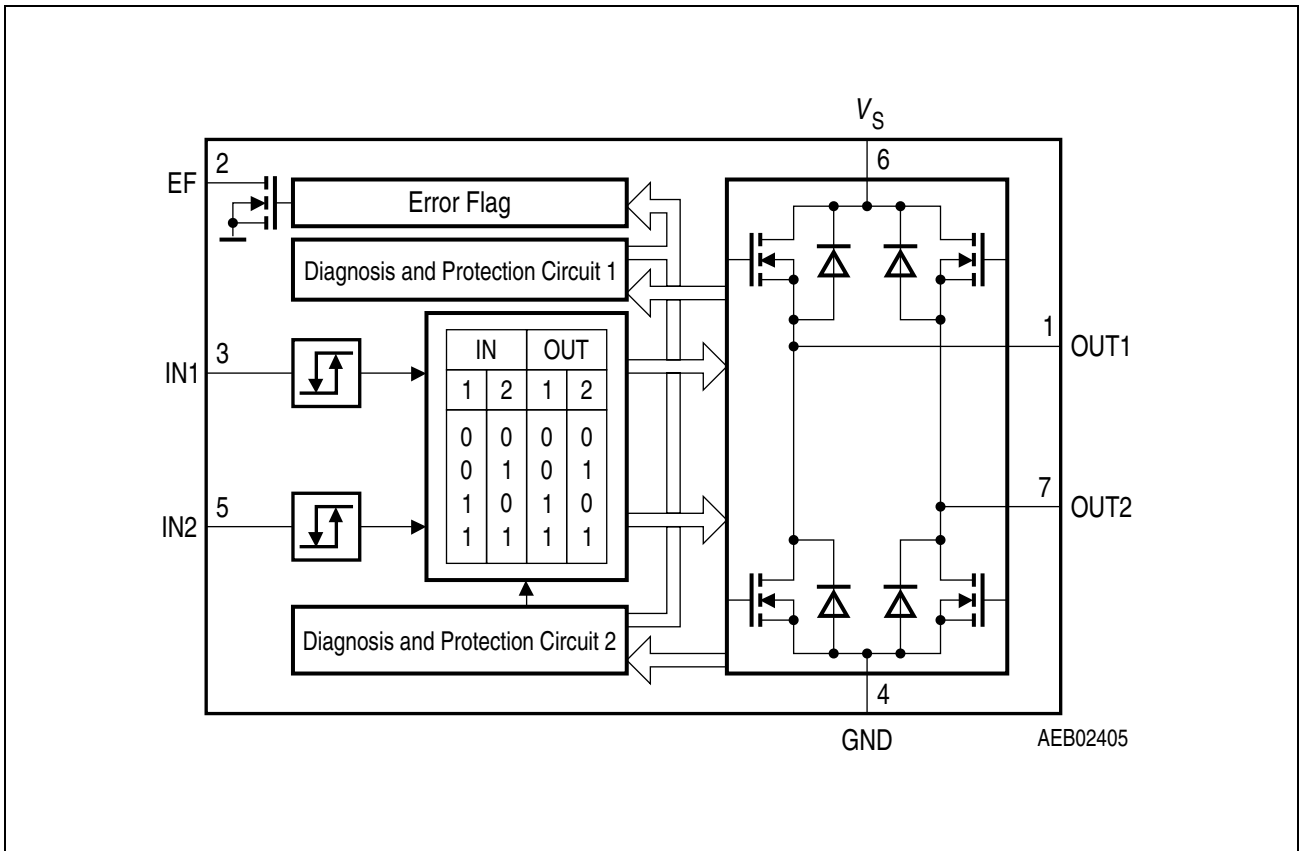 VS
6
2
EF
Error Flag
Diagnosis and Protection Circuit 1
3
IN1
IN OUT
1 2 1 2
0 0 0 0
0 1 0 1
1 0 1 0
1 1 1 1
5
IN2
1
OUT1
7
OUT2
Diagnosis and Protection Circuit 2
4
GND
AEB02405